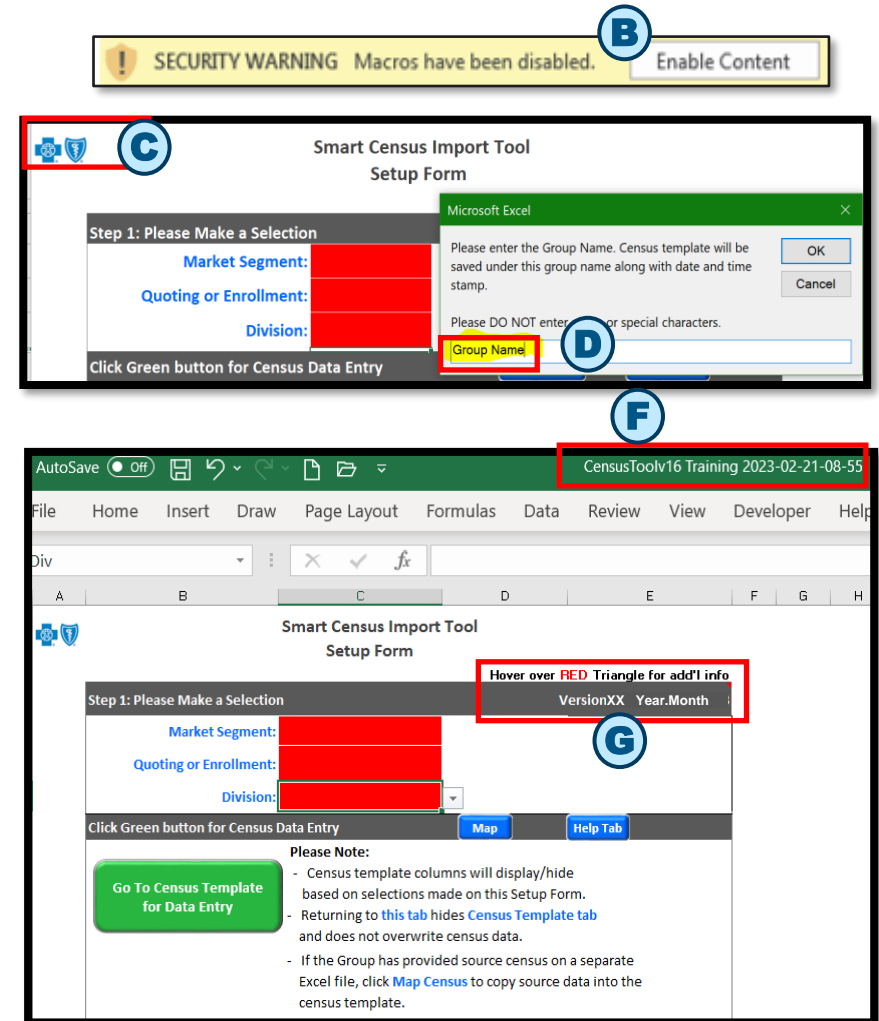 B
SECURITY WARNING Macros have been disabled. Enable Content
C
Smart Census Import Tool
Setup Form
Microsoft Excel
Step 1: Please Make a Selection
Market Segment:
Quoting or Enrollment:
Division:
Click Green button for Census Data Entry
Please enter the Group Name. Census template will be
saved under this group name along with date and time
stamp.
OK
Cancel
Please DO NOT enter or special characters.
Group Name
D
F
AutoSave Off
CensusToolv16 Training 2023-02-21-08-55
File Home Insert Draw Page Layout Formulas Data Review View Developer Help
Div
fx
A B C D E F G H
Smart Census Import Tool
Setup Form
Hover over RED Triangle for add'l info
Step 1: Please Make a Selection VersionXX Year.Month
Market Segment:
G
Quoting or Enrollment:
Division:
Click Green button for Census Data Entry Map Help Tab
Go To Census Template
for Data Entry
Please Note:
- Census template columns will display/hide
based on selections made on this Setup Form.
- Returning to this tab hides Census Template tab
and does not overwrite census data.
- If the Group has provided source census on a separate
Excel file, click Map Census to copy source data into the
census template.